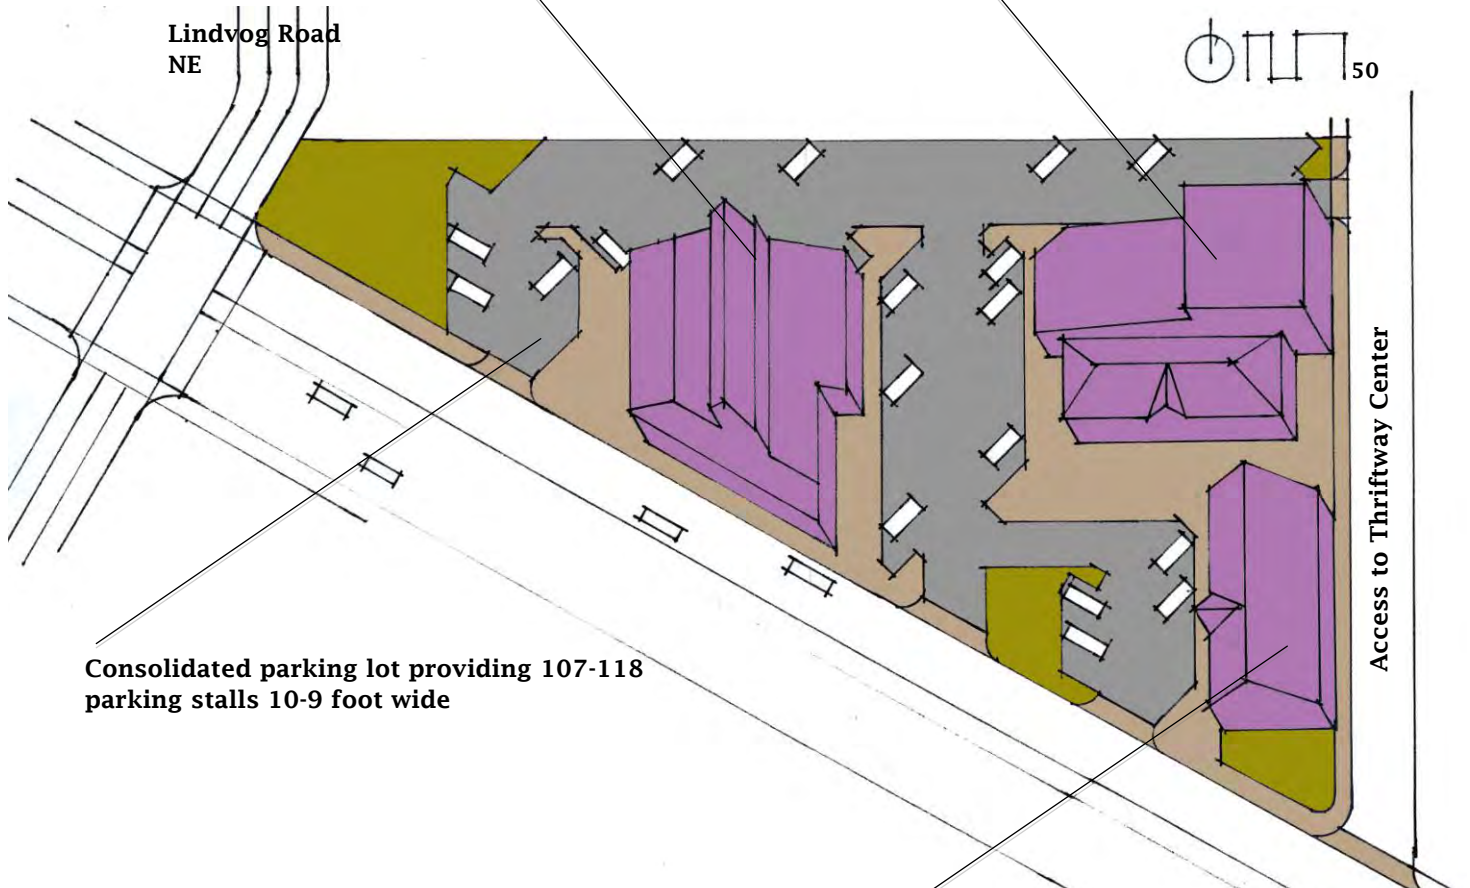 Lindvog Road
NE
50
Access to Thriftway Center
Consolidated parking lot providing 107-118
parking stalls 10-9 foot wide